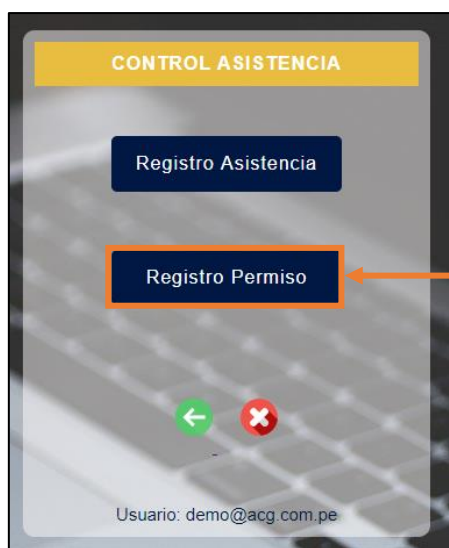 CONTROL ASISTENCIA
Registro Asistencia
Registro Permiso
-
Usuario: demo@acg.com.pe